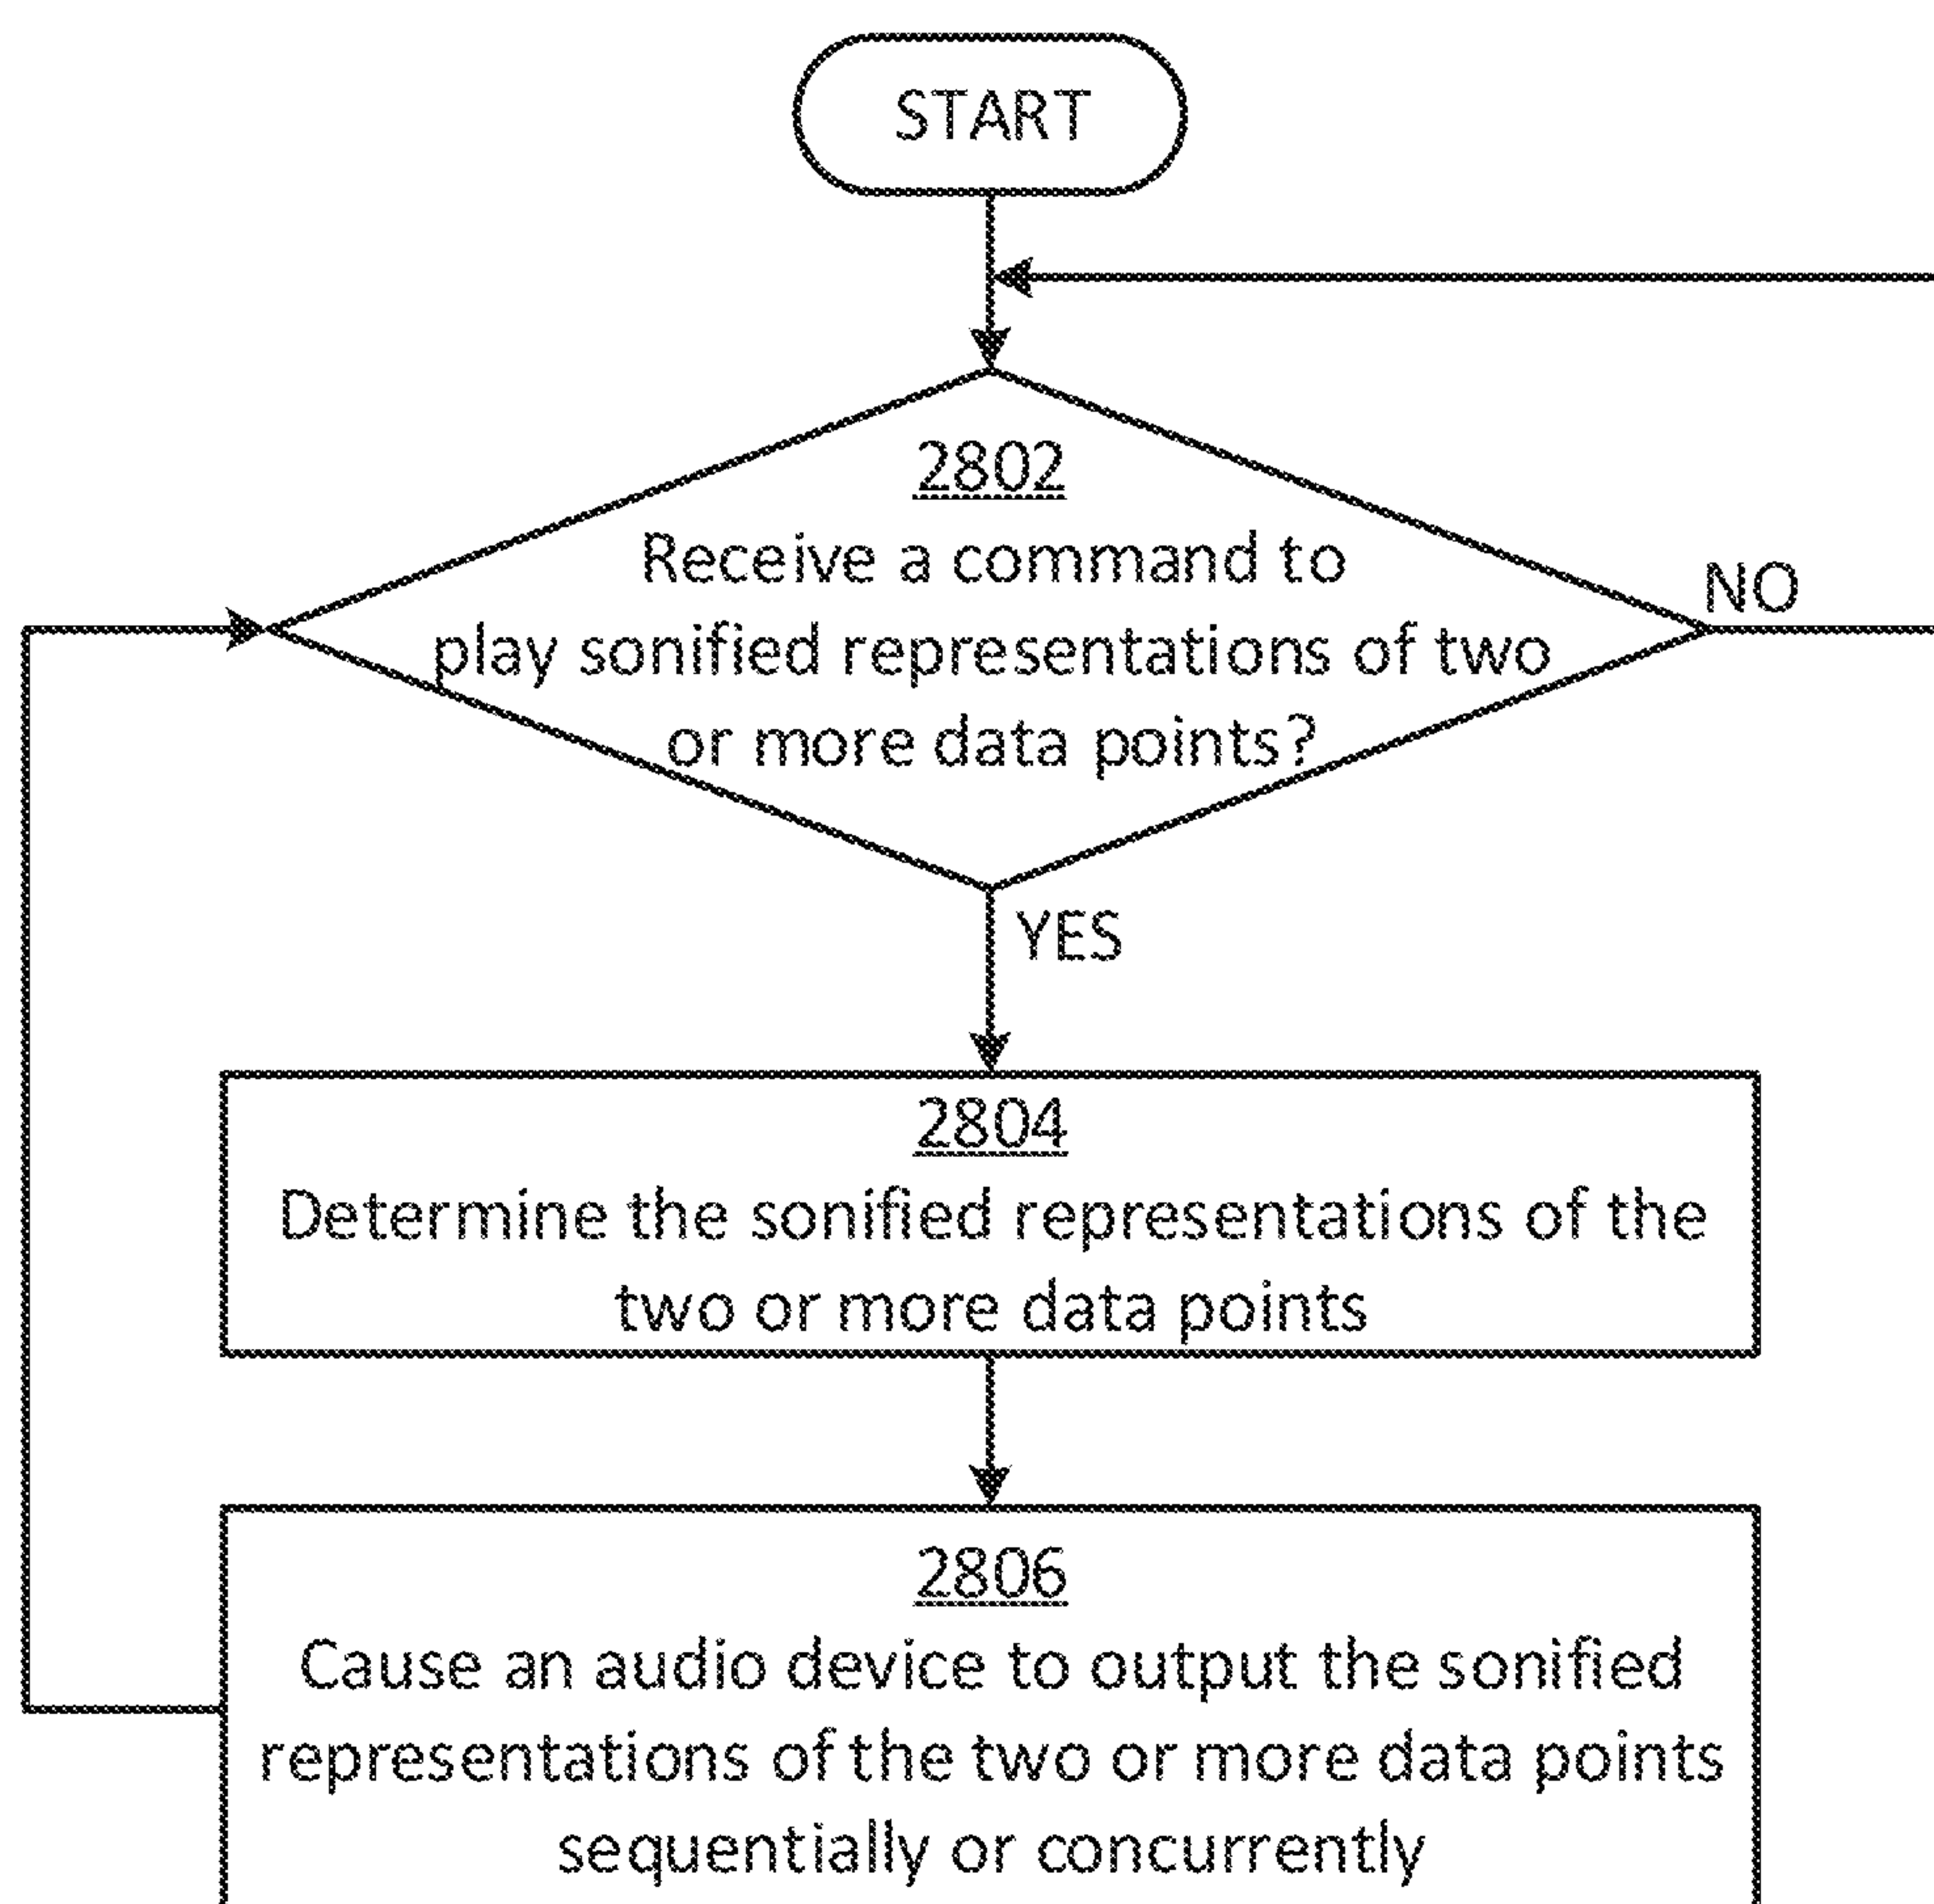 START
2802
Receive a command to
play sonified representations of two
or more data points?
NO
YES
2804
Determine the sonified representations of the
two or more data points
2806
Cause an audio device to output the sonified
representations of the two or more data points
sequentially or concurrently